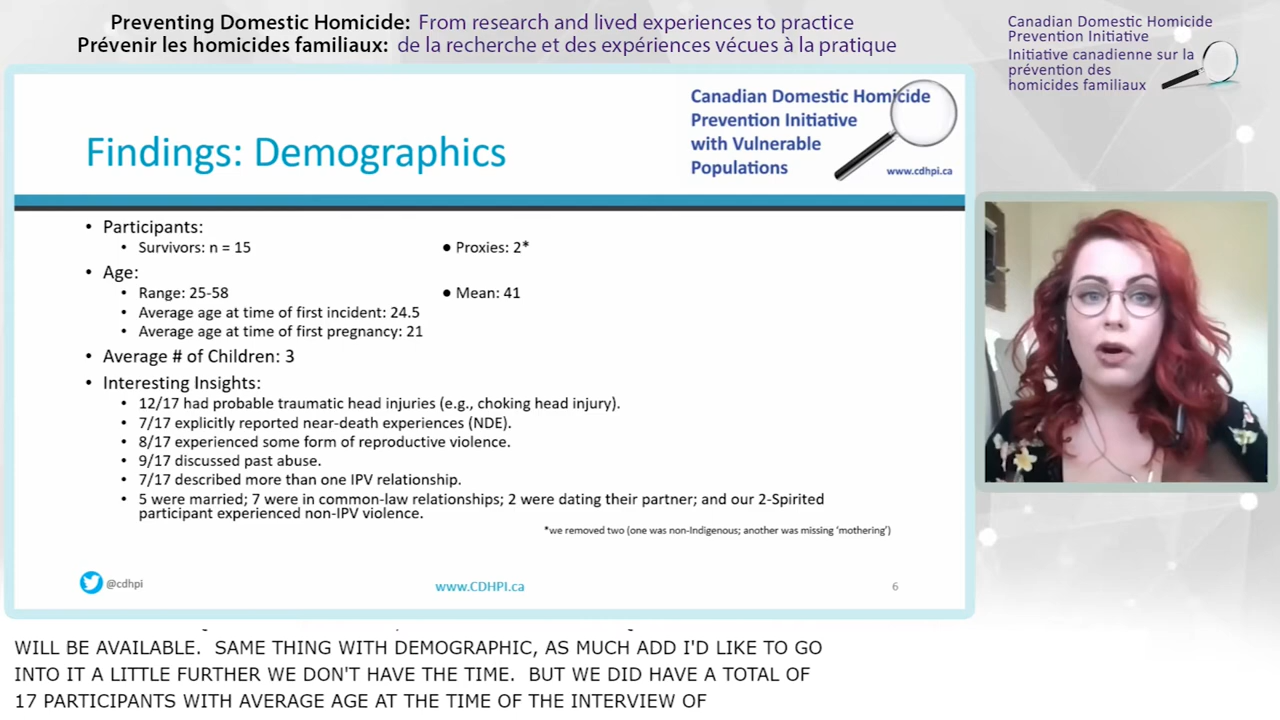 Preventing Domestic Homicide: From research and lived experiences to practice
Prévenir les homicides familiaux: de la recherche et des expériences vécues à la pratique
Canadian Domestic Homicide
Prevention Initiative
Initiative canadienne sur la
prévention des
homicides familiaux
Canadian Domestic Homicide
Prevention Initiative
with Vulnerable
Populations
www.cdhpi.ca
Findings: Demographics
• Participants:
• Survivors: n = 15 ● Proxies: 2*
• Age:
• Range: 25-58 ● Mean: 41
• Average age at time of first incident: 24.5
• Average age at time of first pregnancy: 21
• Average # of Children: 3
• Interesting Insights:
• 12/17 had probable traumatic head injuries (e.g., choking head injury).
• 7/17 explicitly reported near-death experiences (NDE).
• 8/17 experienced some form of reproductive violence.
• 9/17 discussed past abuse.
• 7/17 described more than one IPV relationship.
• 5 were married; 7 were in common-law relationships; 2 were dating their partner; and our 2-Spirited
participant experienced non-IPV violence.
*we removed two (one was non-Indigenous; another was missing ‘mothering’)
@cdhpi www.CDHPI.ca 6
WILL BE AVAILABLE. SAME THING WITH DEMOGRAPHIC, AS MUCH ADD I'D LIKE TO GO
INTO IT A LITTLE FURTHER WE DON'T HAVE THE TIME. BUT WE DID HAVE A TOTAL OF
17 PARTICIPANTS WITH AVERAGE AGE AT THE TIME OF THE INTERVIEW OF